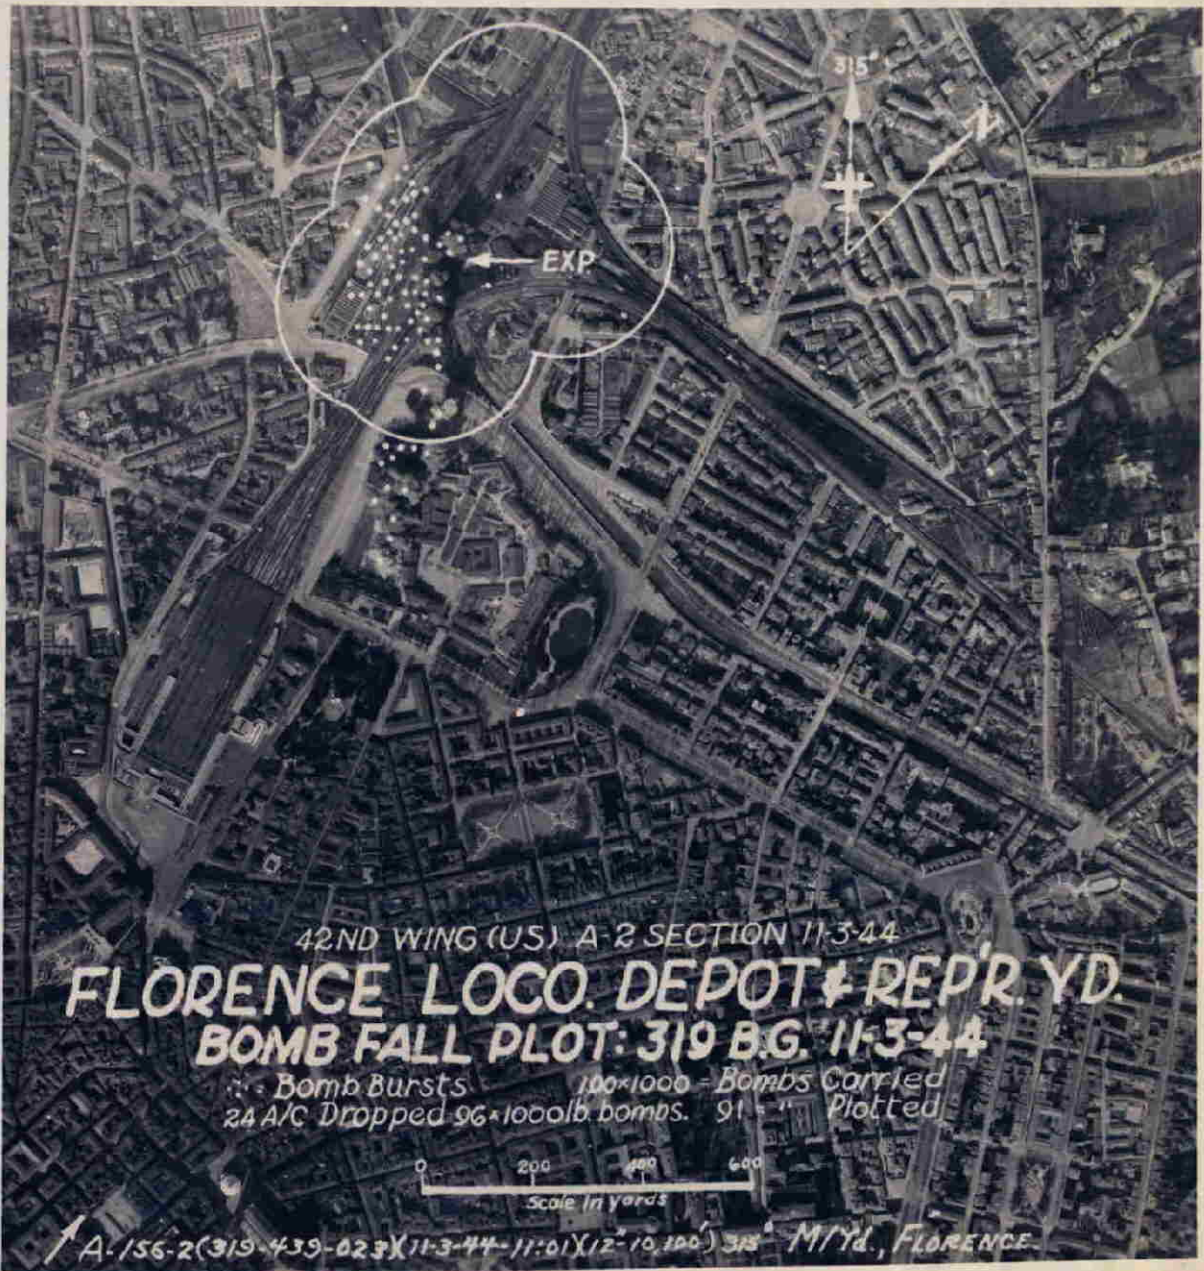 315°
N
EXP.
42ND WING (US) A-2 SECTION 11-3-44
FLORENCE LOCO. DEPOT & REP'R. YD.
BOMB FALL PLOT: 319 B.G. 11-3-44
= Bomb Bursts 100×1000 = Bombs Carried
24 A/C Dropped 96×1000lb. bombs. 91 = " Plotted
0 200 400 600
Scale in yards
A-156-2(319-439-023)(11-3-44-11:01)(12"-10,100') 315° M/Yd., FLORENCE.